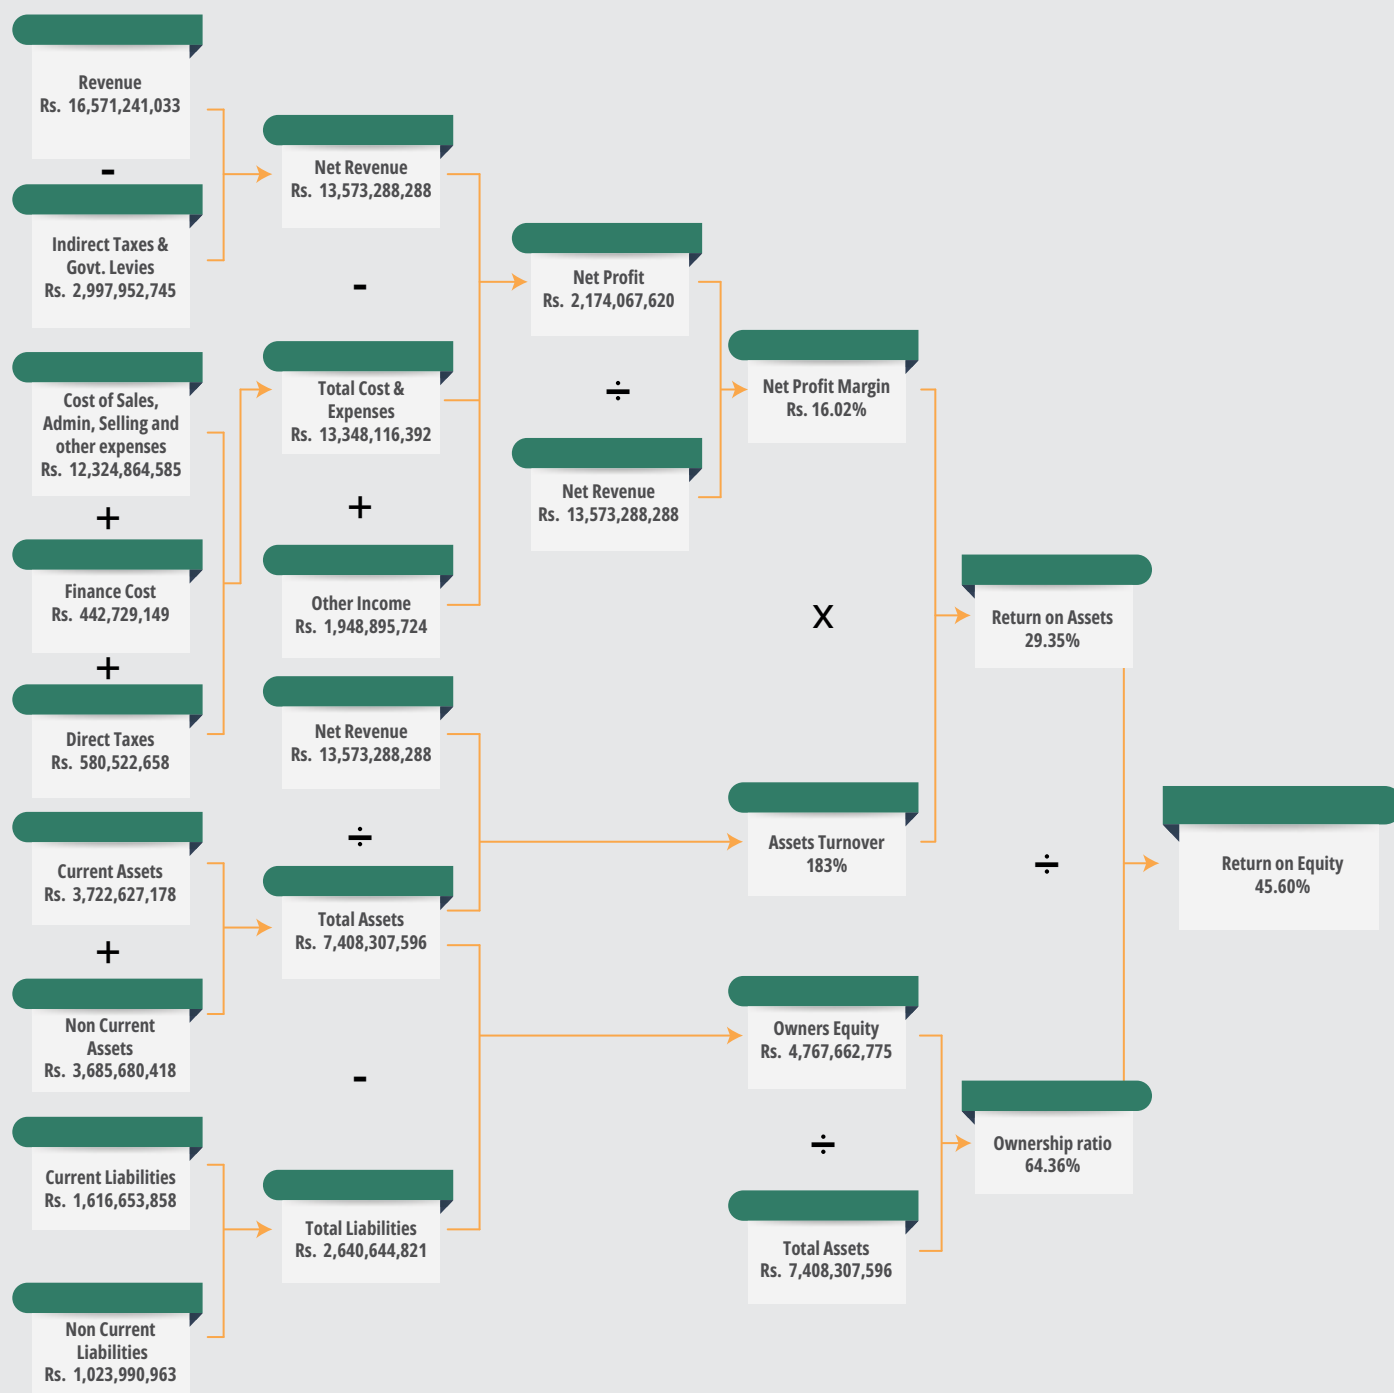 Revenue
Rs. 16,571,241,033
-
Indirect Taxes &
Govt. Levies
Rs. 2,997,952,745
Cost of Sales,
Admin, Selling and
other expenses
Rs. 12,324,864,585
+
Finance Cost
Rs. 442,729,149
+
Direct Taxes
Rs. 580,522,658
Current Assets
Rs. 3,722,627,178
+
Non Current
Assets
Rs. 3,685,680,418
Current Liabilities
Rs. 1,616,653,858
Non Current
Liabilities
Rs. 1,023,990,963
Net Revenue
Rs. 13,573,288,288
-
Total Cost &
Expenses
Rs. 13,348,116,392
+
Other Income
Rs. 1,948,895,724
Net Revenue
Rs. 13,573,288,288
÷
Total Assets
Rs. 7,408,307,596
-
Total Liabilities
Rs. 2,640,644,821
Net Profit
Rs. 2,174,067,620
÷
Net Revenue
Rs. 13,573,288,288
Net Profit Margin
Rs. 16.02%
x
Assets Turnover
183%
Owners Equity
Rs. 4,767,662,775
÷
Total Assets
Rs. 7,408,307,596
Return on Assets
29.35%
÷
Ownership ratio
64.36%
Return on Equity
45.60%